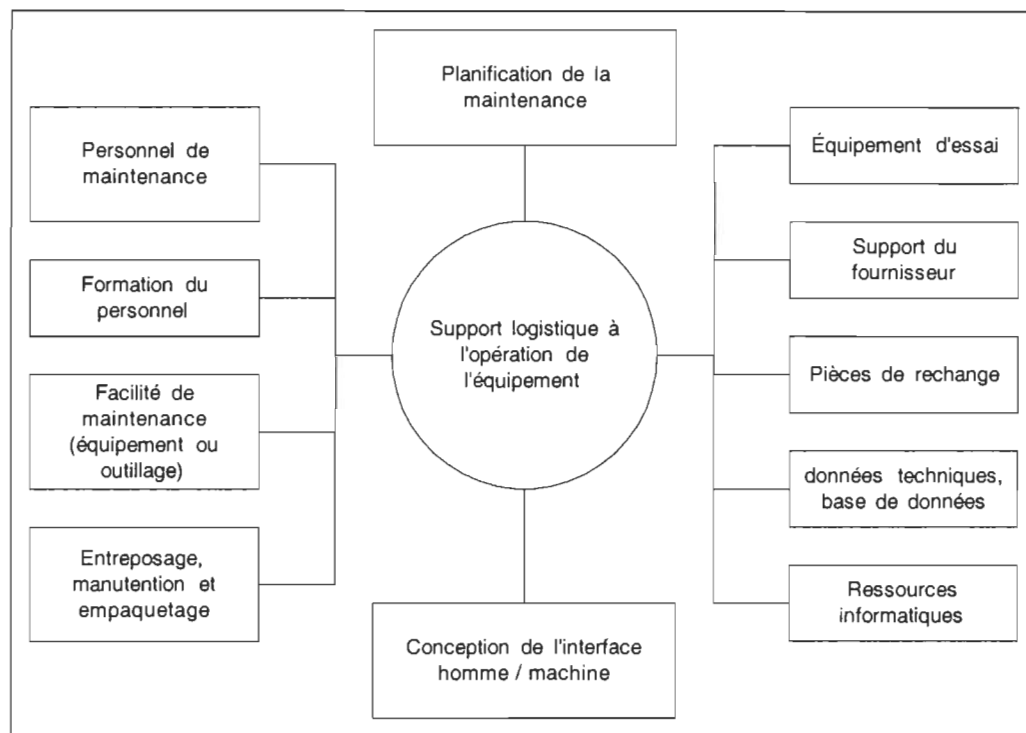 Planification de la
maintenance
Personnel de
maintenance
Formation du
personnel
Facilité de
maintenance
(équipement ou
outillage)
Entreposage,
manutention et
empaquetage
Support logistique à
l'opération de
l'équipement
Conception de l'interface
homme / machine
Équipement d'essai
Support du
fournisseur
Pièces de rechange
données techniques,
base de données
Ressources
informatiques